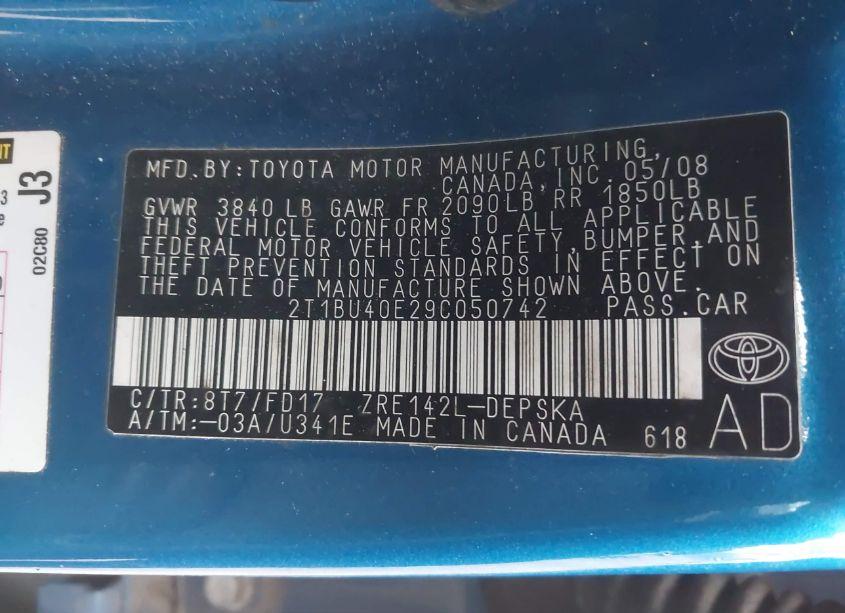 MFD. BY: TOYOTA MOTOR MANUFACTURING,
CANADA, INC. 05/08
GVWR 3840 LB GAWR FR 2090LB, RR 1850LB
THIS VEHICLE CONFORMS TO ALL APPLICABLE
FEDERAL MOTOR VEHICLE SAFETY, BUMPER, AND
THEFT PREVENTION STANDARDS IN EFFECT ON
THE DATE OF MANUFACTURE SHOWN ABOVE.
2T1BU40E29C050742 PASS. CAR
C/TR: 8T7/FD17 ZRE142L-DEPSKA
A/TM: -03A/U341E MADE IN CANADA 618
AD
J3
02C80